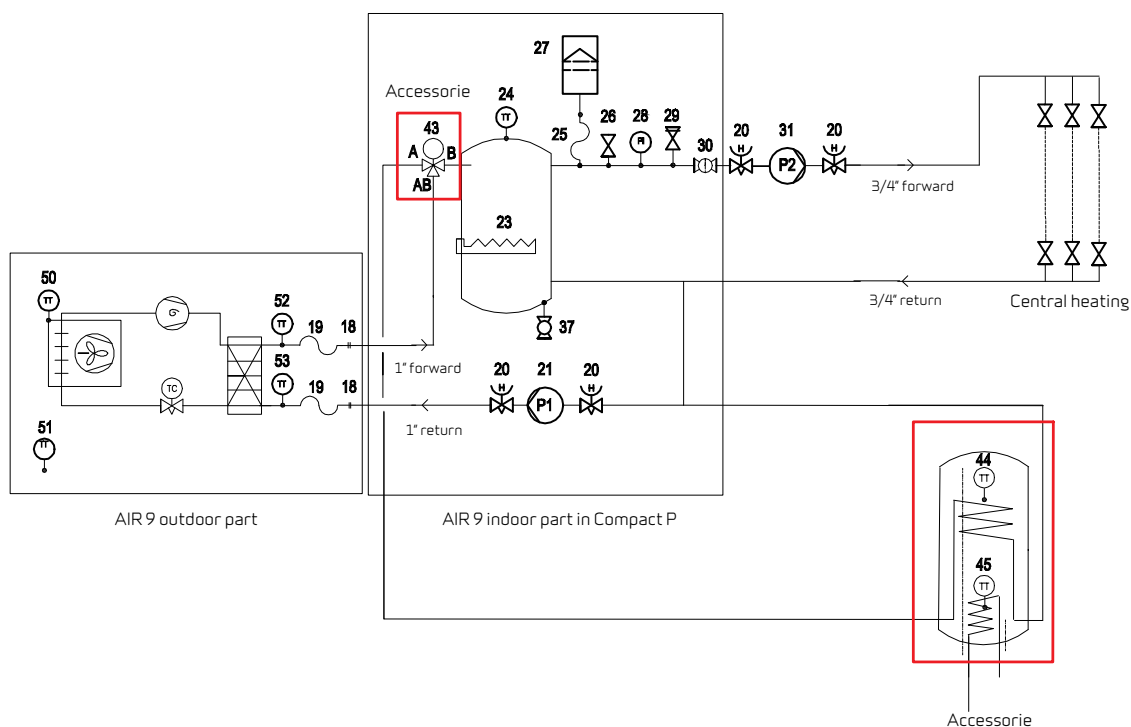 27
Accessorie
24
43
26
28
29
20
31
20
25
30
A
B
TT
PI
H
P2
H
AB
3/4" forward
23
50
TT
52
TT
19
18
G
3/4" return
Central heating
37
53
TT
19
18
1" forward
20
21
20
TC
H
P1
H
1" return
51
TT
44
TT
AIR 9 outdoor part
AIR 9 indoor part in Compact P
45
TT
Accessorie